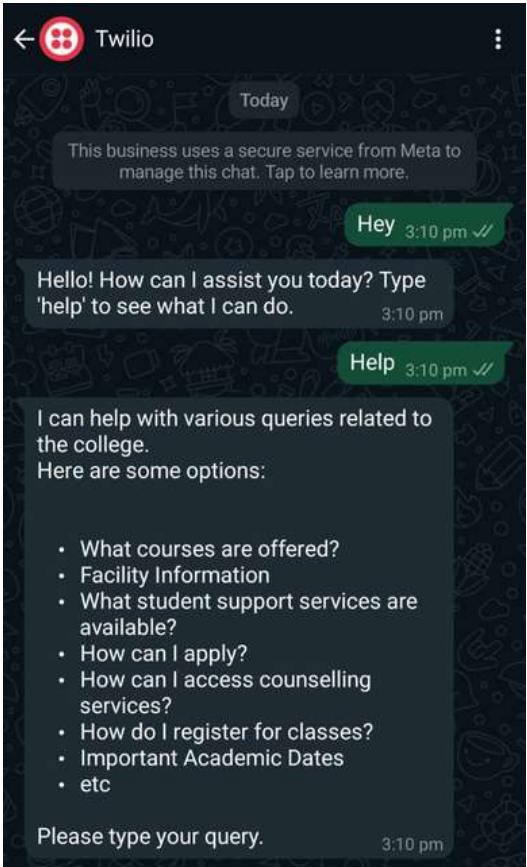 Twilio
Today
This business uses a secure service from Meta to
manage this chat. Tap to learn more.
Hey 3:10 pm
Hello! How can I assist you today? Type
'help' to see what I can do.
3:10 pm
Help 3:10 pm
I can help with various queries related to
the college.
Here are some options:
• What courses are offered?
• Facility Information
• What student support services are
available?
• How can I apply?
• How can I access counselling
services?
• How do I register for classes?
• Important Academic Dates
• etc
Please type your query.
3:10 pm